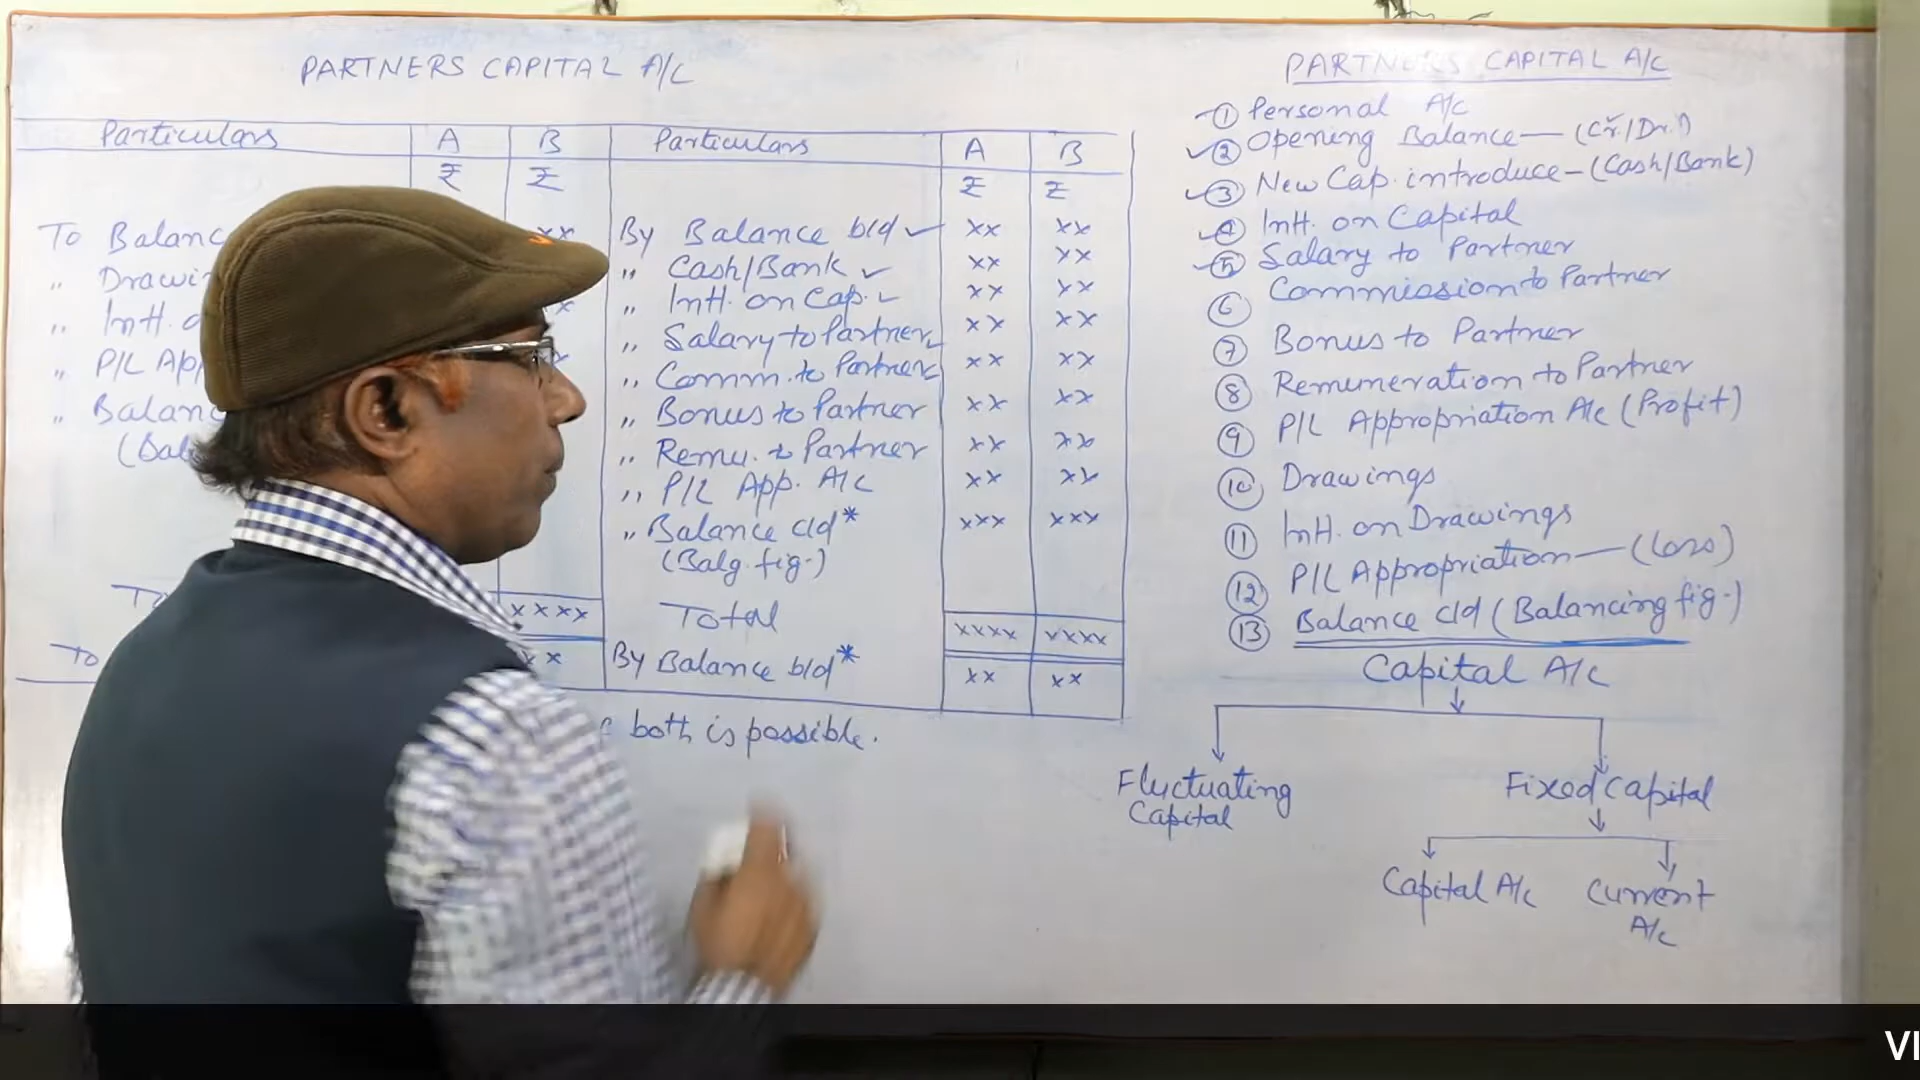 PARTNERS CAPITAL A/C
Particulars A B Particulars A B
₹ ₹ ₹ ₹
To Balanc xx By Balance b/d ✓ xx xx
" Drawin " Cash/Bank ✓ xx xx
" Intt. o x " Intt. on Cap. ✓ xx xx
" P/L App x " Salary to Partner xx xx
" Balanc " Comm. to Partner xx xx
(Bal " Bonus to Partner xx xx
" Remu. to Partner xx xx
" P/L App. A/c xx xx
" Balance c/d* xxx xxx
(Balg. fig.)
To xxxx Total xxxx xxxx
To xx By Balance b/d* xx xx
both is possible.
PARTNERS CAPITAL A/C
① Personal A/c
✓② Opening Balance — (Cr./Dr.)
✓③ New Cap. introduce - (Cash/Bank)
✓④ Intt. on Capital
✓⑤ Salary to Partner
⑥ Commission to Partner
⑦ Bonus to Partner
⑧ Remuneration to Partner
⑨ P/L Appropriation A/c (Profit)
⑩ Drawings
⑪ Intt. on Drawings
⑫ P/L Appropriation — (Loss)
⑬ Balance c/d (Balancing fig.)
Capital A/c
Fluctuating Capital
Fixed Capital
Capital A/c
Current A/c
VI